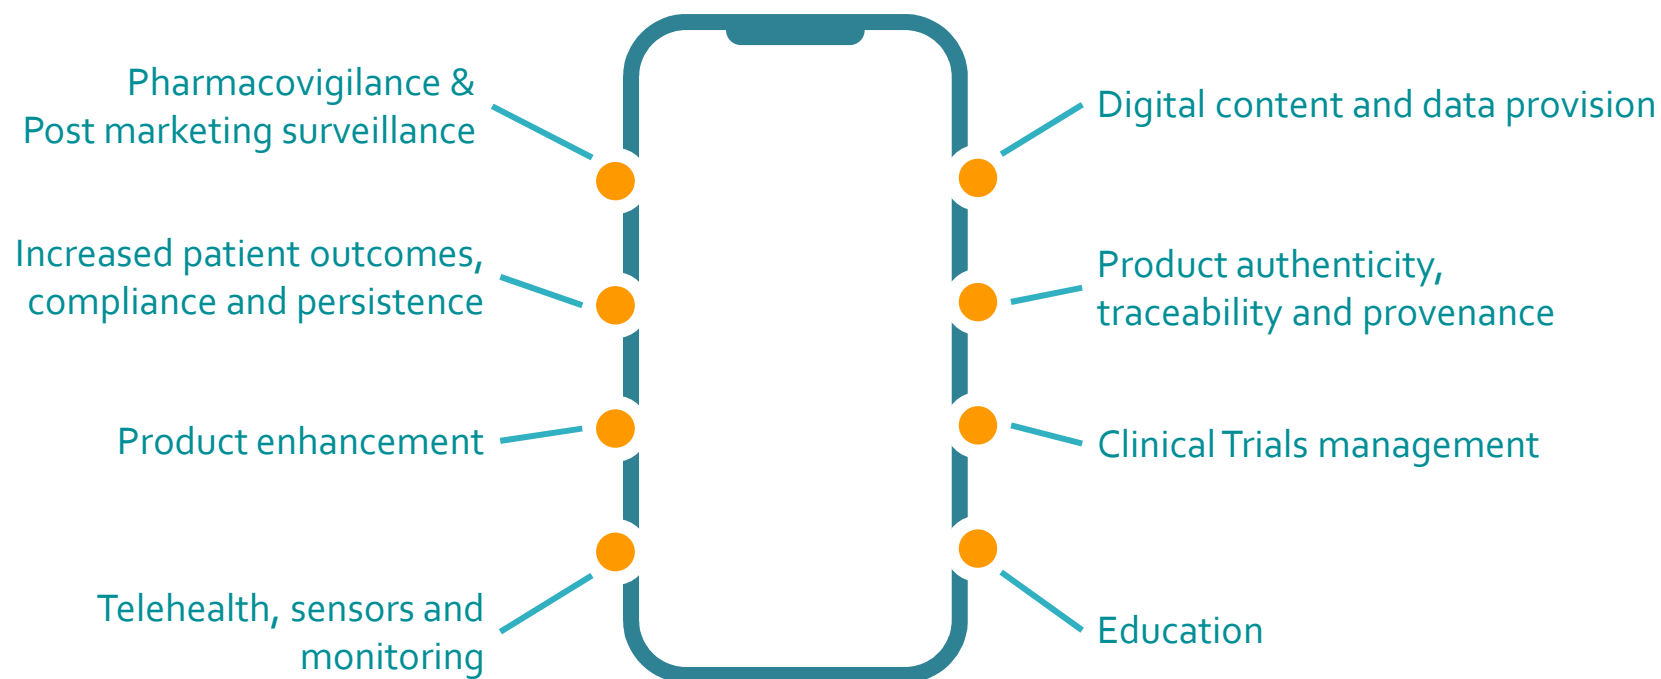 Pharmacovigilance &
Post marketing surveillance
Increased patient outcomes,
compliance and persistence
Product enhancement
Telehealth, sensors and
monitoring
Digital content and data provision
Product authenticity,
traceability and provenance
Clinical Trials management
Education